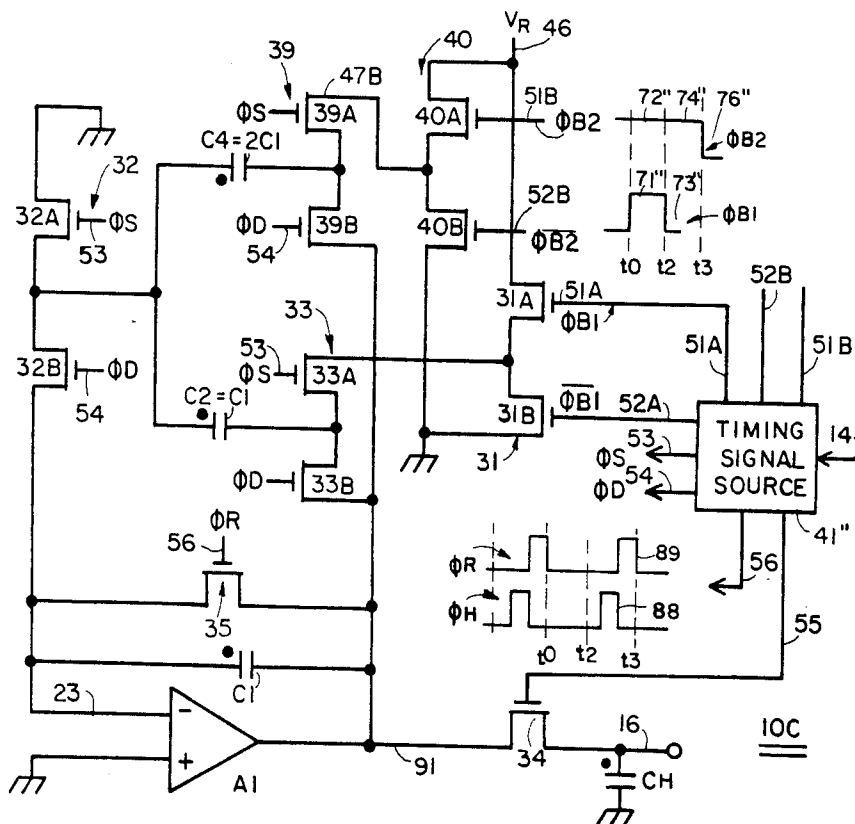 VR
46
39
47B
40
ΦS
39A
40A
51B
ΦB2
72"
74"
76"
ΦB2
C4=2C1
32
32A
ΦS
53
ΦD
54
39B
40B
52B
Φ̅B̅2̅
71"
73"
ΦB1
t0
t2
t3
31A
51A
ΦB1
52B
51A
51B
33
53
ΦS
33A
32B
ΦD
54
C2=C1
31B
Φ̅B̅1̅
52A
31
ΦD
33B
TIMING
SIGNAL
SOURCE
14
53
ΦS
54
ΦD
41"
ΦR
56
35
ΦR
89
ΦH
88
t0
t2
t3
56
55
C1
23
-
+
A1
91
34
16
CH
10C